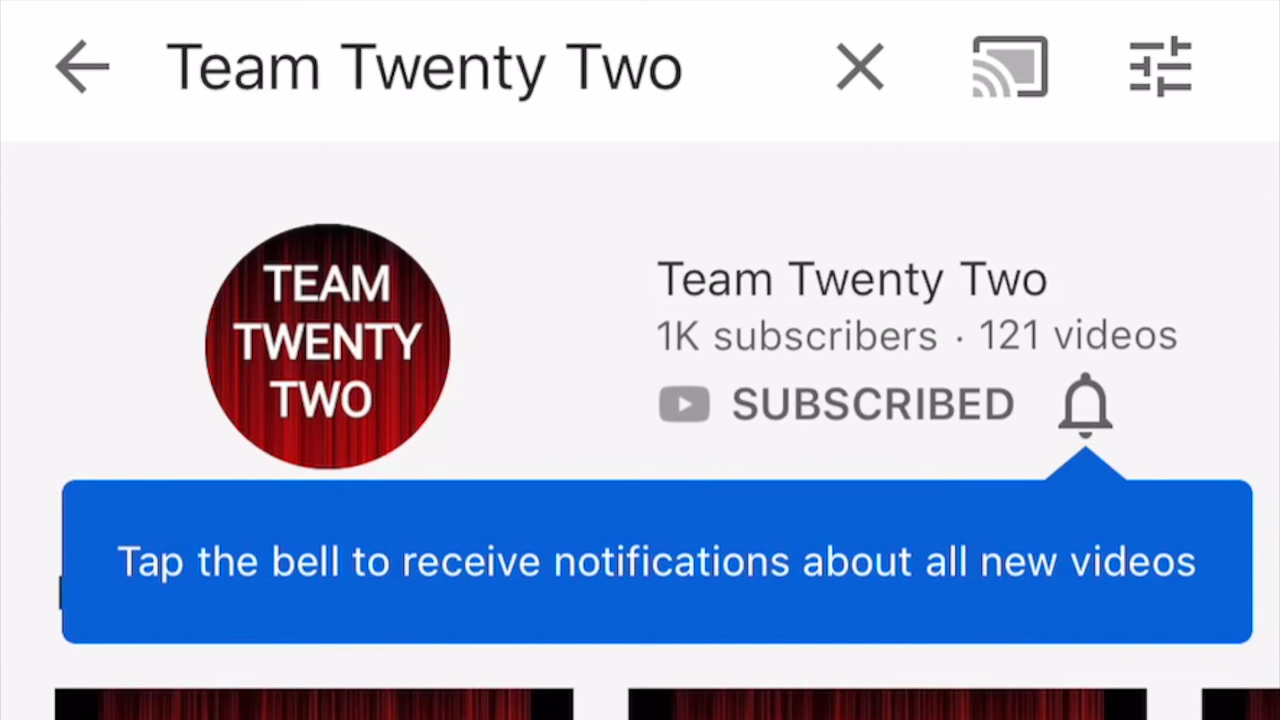 Team Twenty Two
TEAM
TWENTY
TWO
Team Twenty Two
1K subscribers · 121 videos
SUBSCRIBED
Tap the bell to receive notifications about all new videos